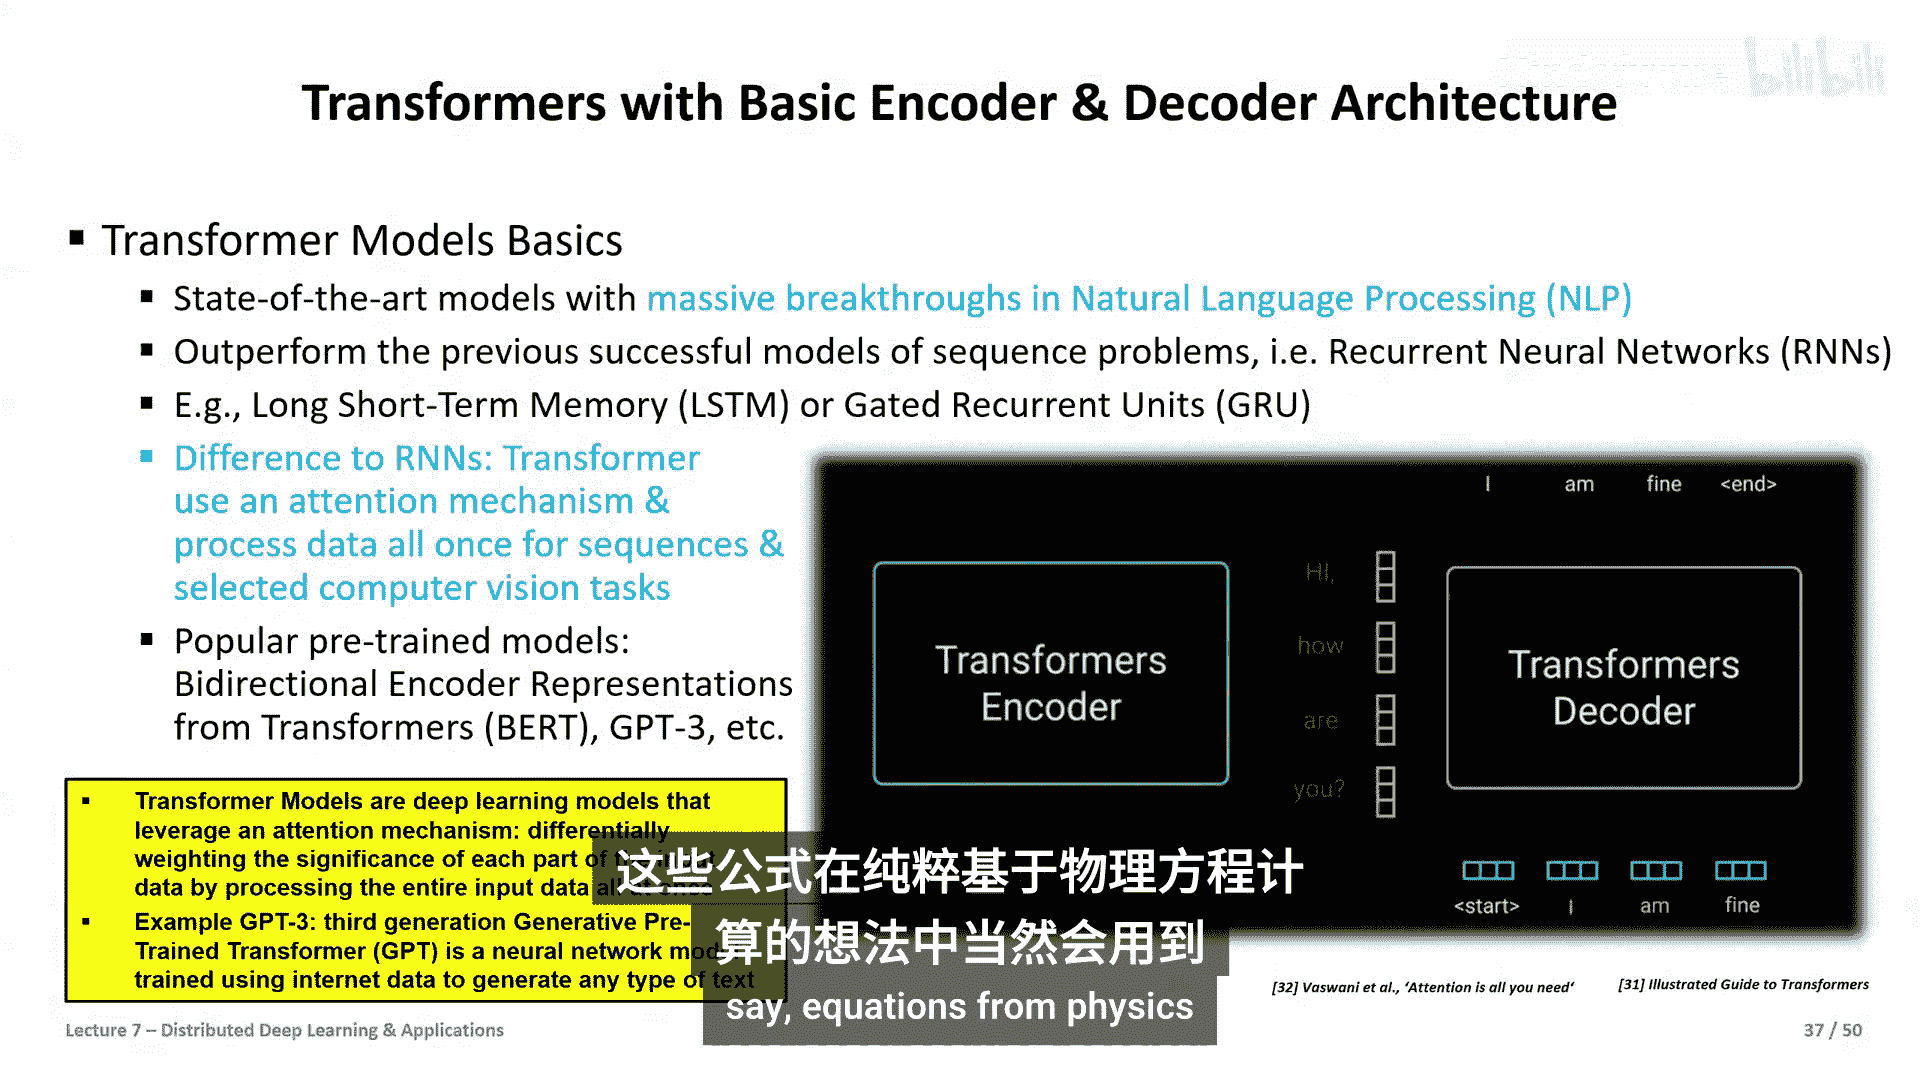 bilibili
Transformers with Basic Encoder & Decoder Architecture
▪ Transformer Models Basics
▪ State-of-the-art models with massive breakthroughs in Natural Language Processing (NLP)
▪ Outperform the previous successful models of sequence problems, i.e. Recurrent Neural Networks (RNNs)
▪ E.g., Long Short-Term Memory (LSTM) or Gated Recurrent Units (GRU)
▪ Difference to RNNs: Transformer
use an attention mechanism &
process data all once for sequences &
selected computer vision tasks
▪ Popular pre-trained models:
Bidirectional Encoder Representations
from Transformers (BERT), GPT-3, etc.
▪ Transformer Models are deep learning models that
leverage an attention mechanism: differentially
weighting the significance of each part of the input
data by processing the entire input data all at once
▪ Example GPT-3: third generation Generative Pre-
Trained Transformer (GPT) is a neural network model
trained using internet data to generate any type of text
I am fine <end>
Transformers
Encoder
HI,
how
are
you?
Transformers
Decoder
<start> I am fine
这些公式在纯粹基于物理方程计
算的想法中当然会用到
say, equations from physics
[32] Vaswani et al., ‘Attention is all you need‘
[31] Illustrated Guide to Transformers
Lecture 7 – Distributed Deep Learning & Applications
37 / 50